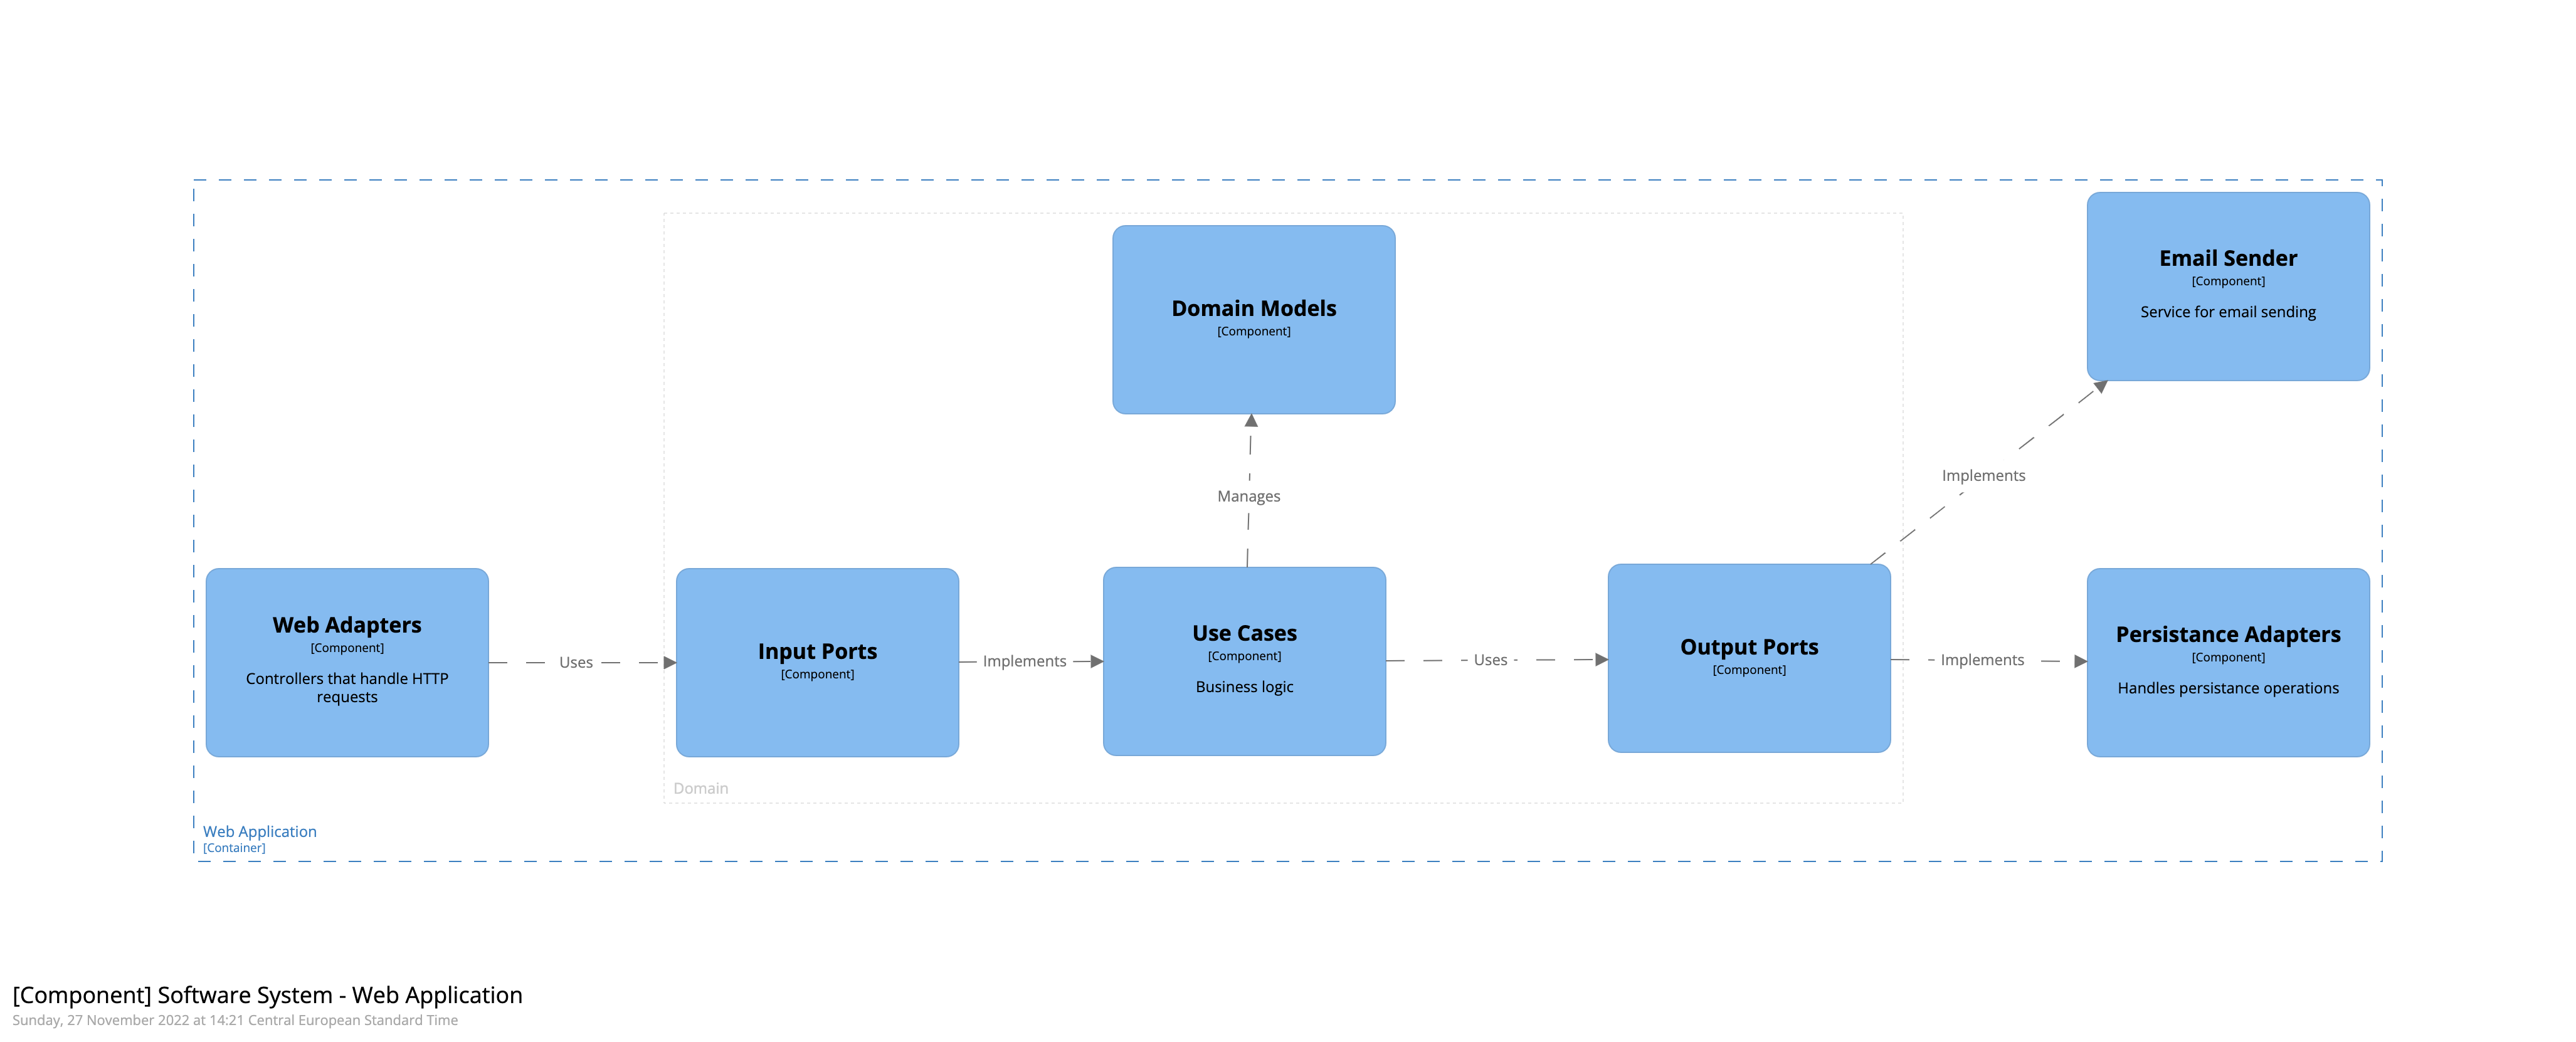 Domain Models
[Component]
Email Sender
[Component]
Service for email sending
Manages
Implements
Web Adapters
[Component]
Controllers that handle HTTP
requests
Uses
Input Ports
[Component]
Implements
Use Cases
[Component]
Business logic
Uses
Output Ports
[Component]
Implements
Persistance Adapters
[Component]
Handles persistance operations
Domain
Web Application
[Container]
[Component] Software System - Web Application
Sunday, 27 November 2022 at 14:21 Central European Standard Time